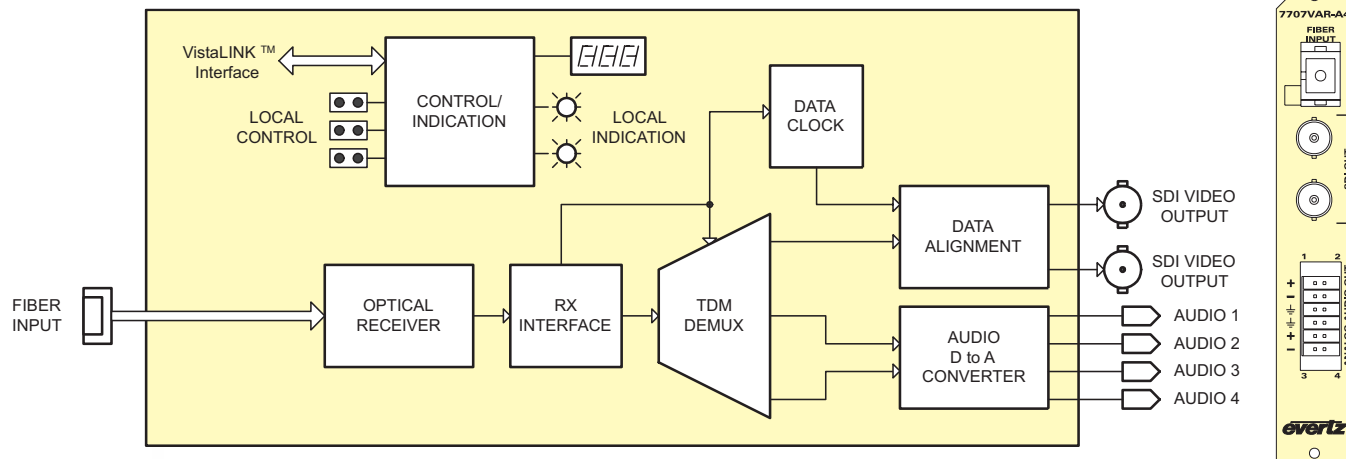 VistaLINK ™
Interface
LOCAL
CONTROL
CONTROL/
INDICATION
LOCAL
INDICATION
DATA
CLOCK
DATA
ALIGNMENT
SDI VIDEO
OUTPUT
SDI VIDEO
OUTPUT
FIBER
INPUT
OPTICAL
RECEIVER
RX
INTERFACE
TDM
DEMUX
AUDIO
D to A
CONVERTER
AUDIO 1
AUDIO 2
AUDIO 3
AUDIO 4
7707VAR-A4
FIBER
INPUT
1 2
+
−
+
−
3 4
evertz